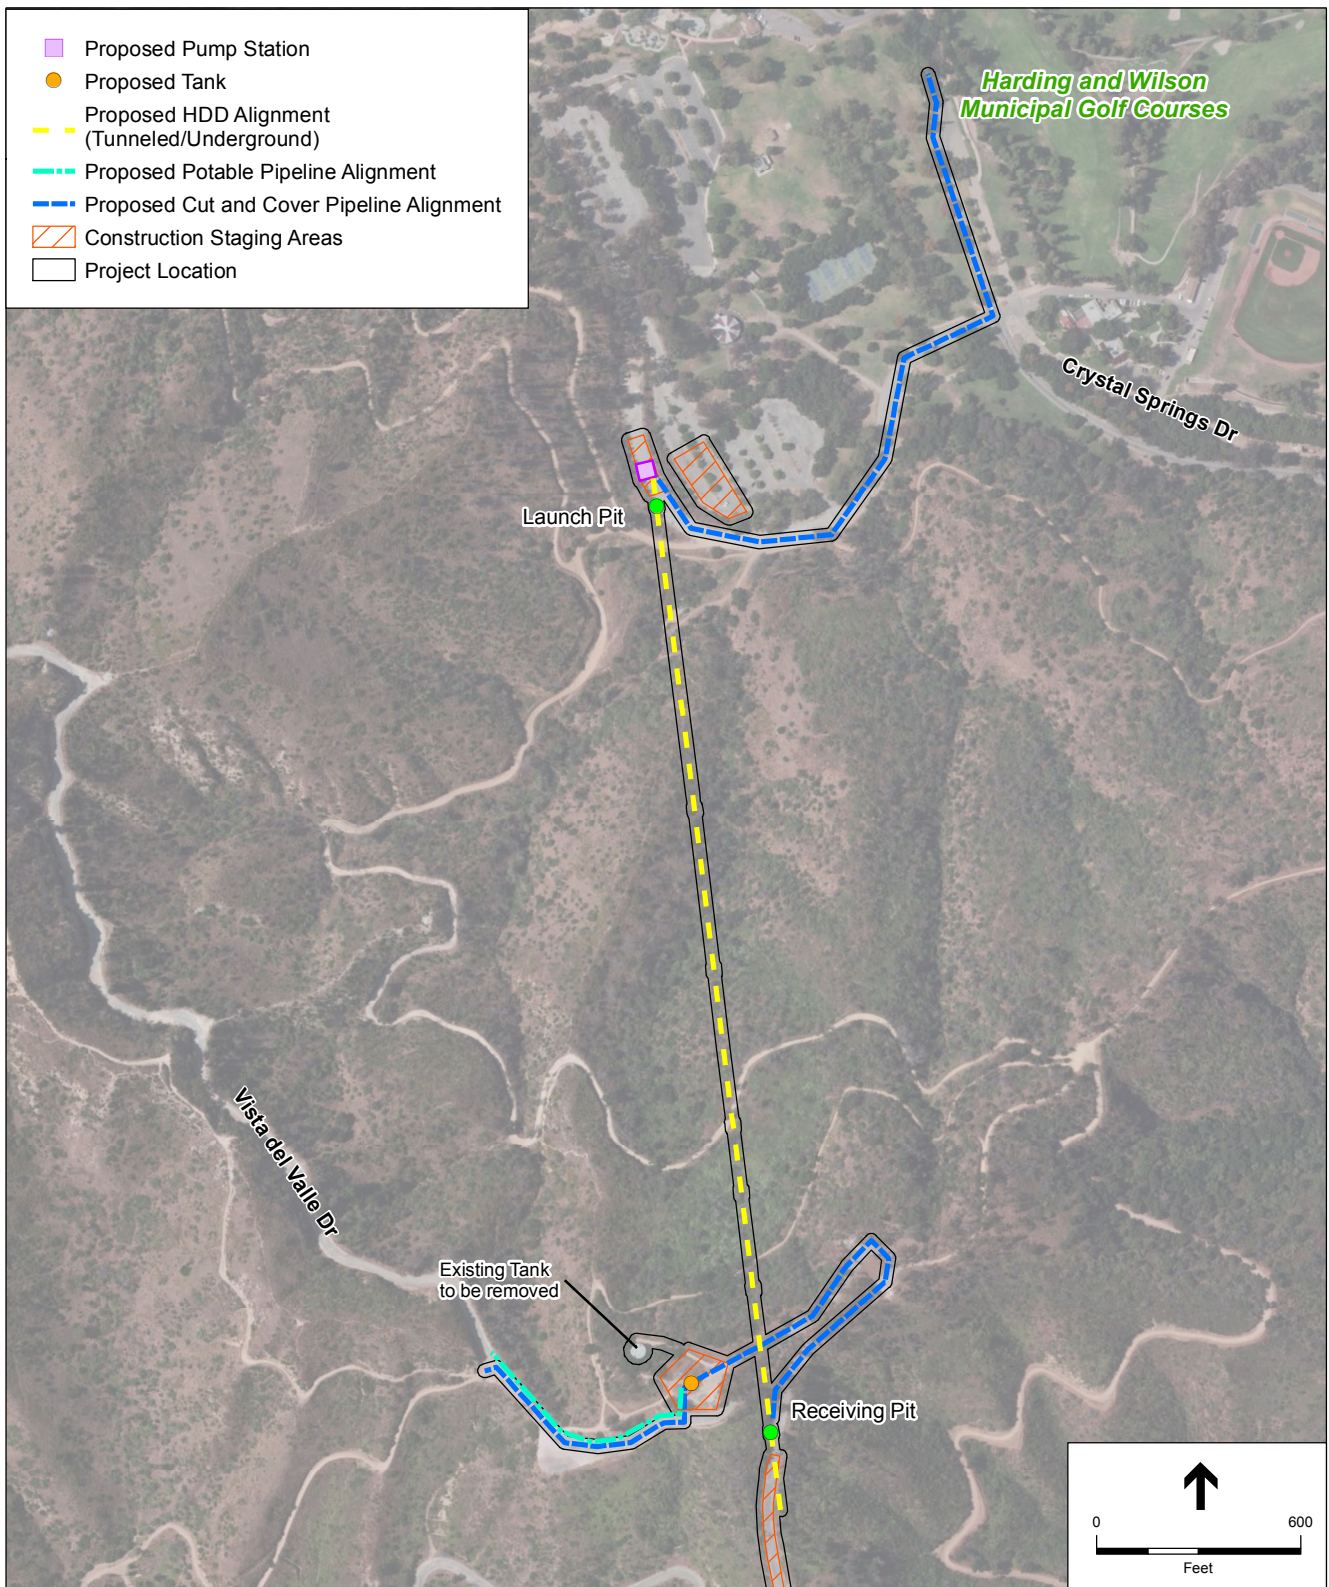 Proposed Pump Station
Proposed Tank
Proposed HDD Alignment
(Tunneled/Underground)
Proposed Potable Pipeline Alignment
Proposed Cut and Cover Pipeline Alignment
Construction Staging Areas
Project Location
Harding and Wilson
Municipal Golf Courses
Crystal Springs Dr
Launch Pit
Vista del Valle Dr
Existing Tank
to be removed
Receiving Pit
0 600
Feet